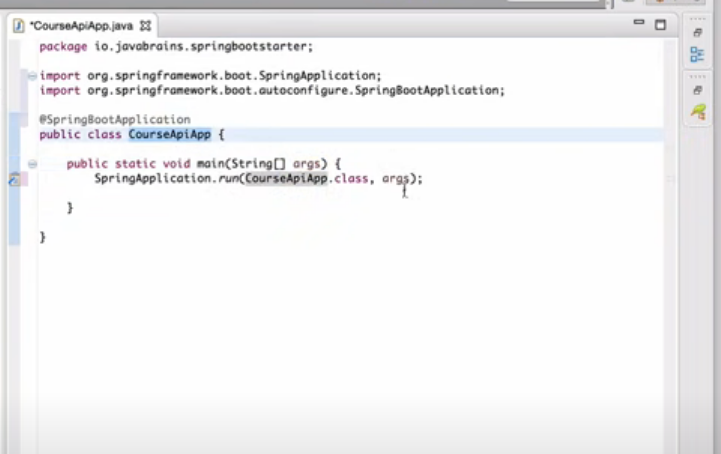 *CourseApiApp.java
package io.javabrains.springbootstarter;
import org.springframework.boot.SpringApplication;
import org.springframework.boot.autoconfigure.SpringBootApplication;
@SpringBootApplication
public class CourseApiApp {
public static void main(String[] args) {
SpringApplication.run(CourseApiApp.class, args);
}
}